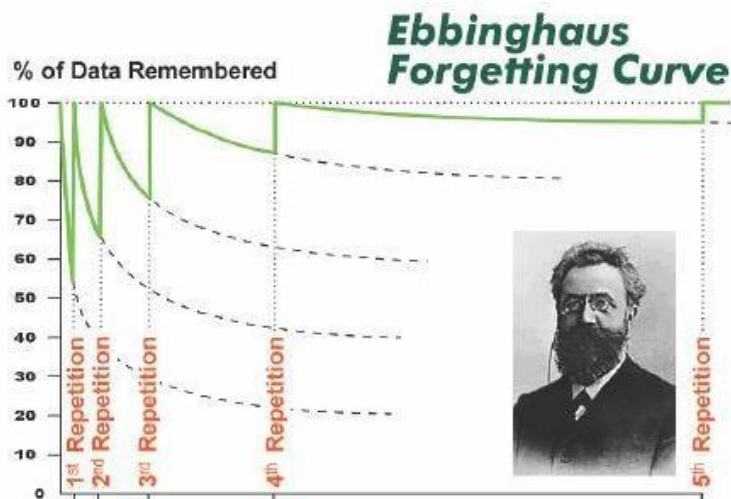 Ebbinghaus
Forgetting Curve
% of Data Remembered
100
90
80
70
60
50
40
30
20
10
0
1st Repetition
2nd Repetition
3rd Repetition
4th Repetition
5th Repetition